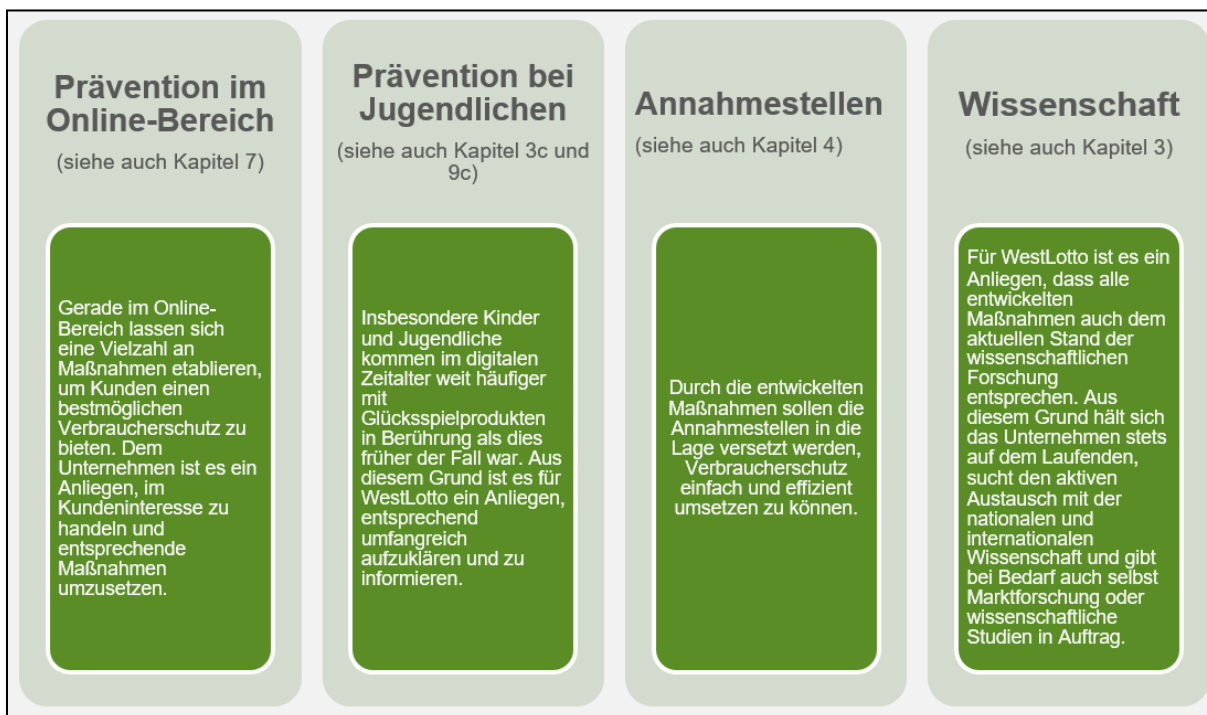 Prävention im
Online-Bereich
(siehe auch Kapitel 7)
Gerade im Online-
Bereich lassen sich
eine Vielzahl an
Maßnahmen etablieren,
um Kunden einen
bestmöglichen
Verbraucherschutz zu
bieten. Dem
Unternehmen ist es ein
Anliegen, im
Kundeninteresse zu
handeln und
entsprechende
Maßnahmen
umzusetzen.
Prävention bei
Jugendlichen
(siehe auch Kapitel 3c und
9c)
Insbesondere Kinder
und Jugendliche
kommen im digitalen
Zeitalter weit häufiger
mit
Glücksspielprodukten
in Berührung als dies
früher der Fall war. Aus
diesem Grund ist es für
WestLotto ein Anliegen,
entsprechend
umfangreich
aufzuklären und zu
informieren.
Annahmestellen
(siehe auch Kapitel 4)
Durch die entwickelten
Maßnahmen sollen die
Annahmestellen in die
Lage versetzt werden,
Verbraucherschutz
einfach und effizient
umsetzen zu können.
Wissenschaft
(siehe auch Kapitel 3)
Für WestLotto ist es ein
Anliegen, dass alle
entwickelten
Maßnahmen auch dem
aktuellen Stand der
wissenschaftlichen
Forschung
entsprechen. Aus
diesem Grund hält sich
das Unternehmen stets
auf dem Laufenden,
sucht den aktiven
Austausch mit der
nationalen und
internationalen
Wissenschaft und gibt
bei Bedarf auch selbst
Marktforschung oder
wissenschaftliche
Studien in Auftrag.